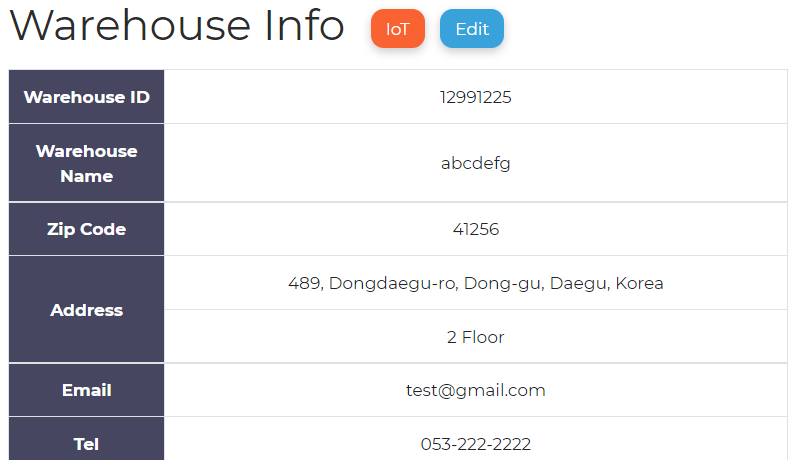 Warehouse Info
IoT
Edit
Warehouse ID
12991225
Warehouse
Name
abcdefg
Zip Code
41256
Address
489, Dongdaegu-ro, Dong-gu, Daegu, Korea
2 Floor
Email
test@gmail.com
Tel
053-222-2222